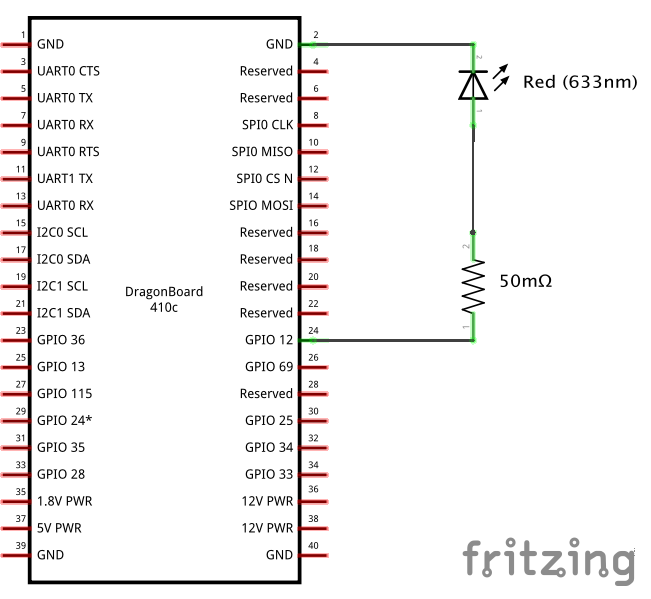 1 GND GND 2
3 UART0 CTS Reserved 4
5 UART0 TX Reserved 6
7 UART0 RX SPI0 CLK 8
9 UART0 RTS SPI0 MISO 10
11 UART1 TX SPI0 CS N 12
13 UART0 RX SPIO MOSI 14
15 I2C0 SCL Reserved 16
17 I2C0 SDA Reserved 18
19 I2C1 SCL Reserved 20
21 I2C1 SDA Reserved 22
23 GPIO 36 GPIO 12 24
25 GPIO 13 GPIO 69 26
27 GPIO 115 Reserved 28
29 GPIO 24* GPIO 25 30
31 GPIO 35 GPIO 34 32
33 GPIO 28 GPIO 33 34
35 1.8V PWR 12V PWR 36
37 5V PWR 12V PWR 38
39 GND GND 40
DragonBoard
410c
2
Red (633nm)
1
2
50mΩ
1
fritzing